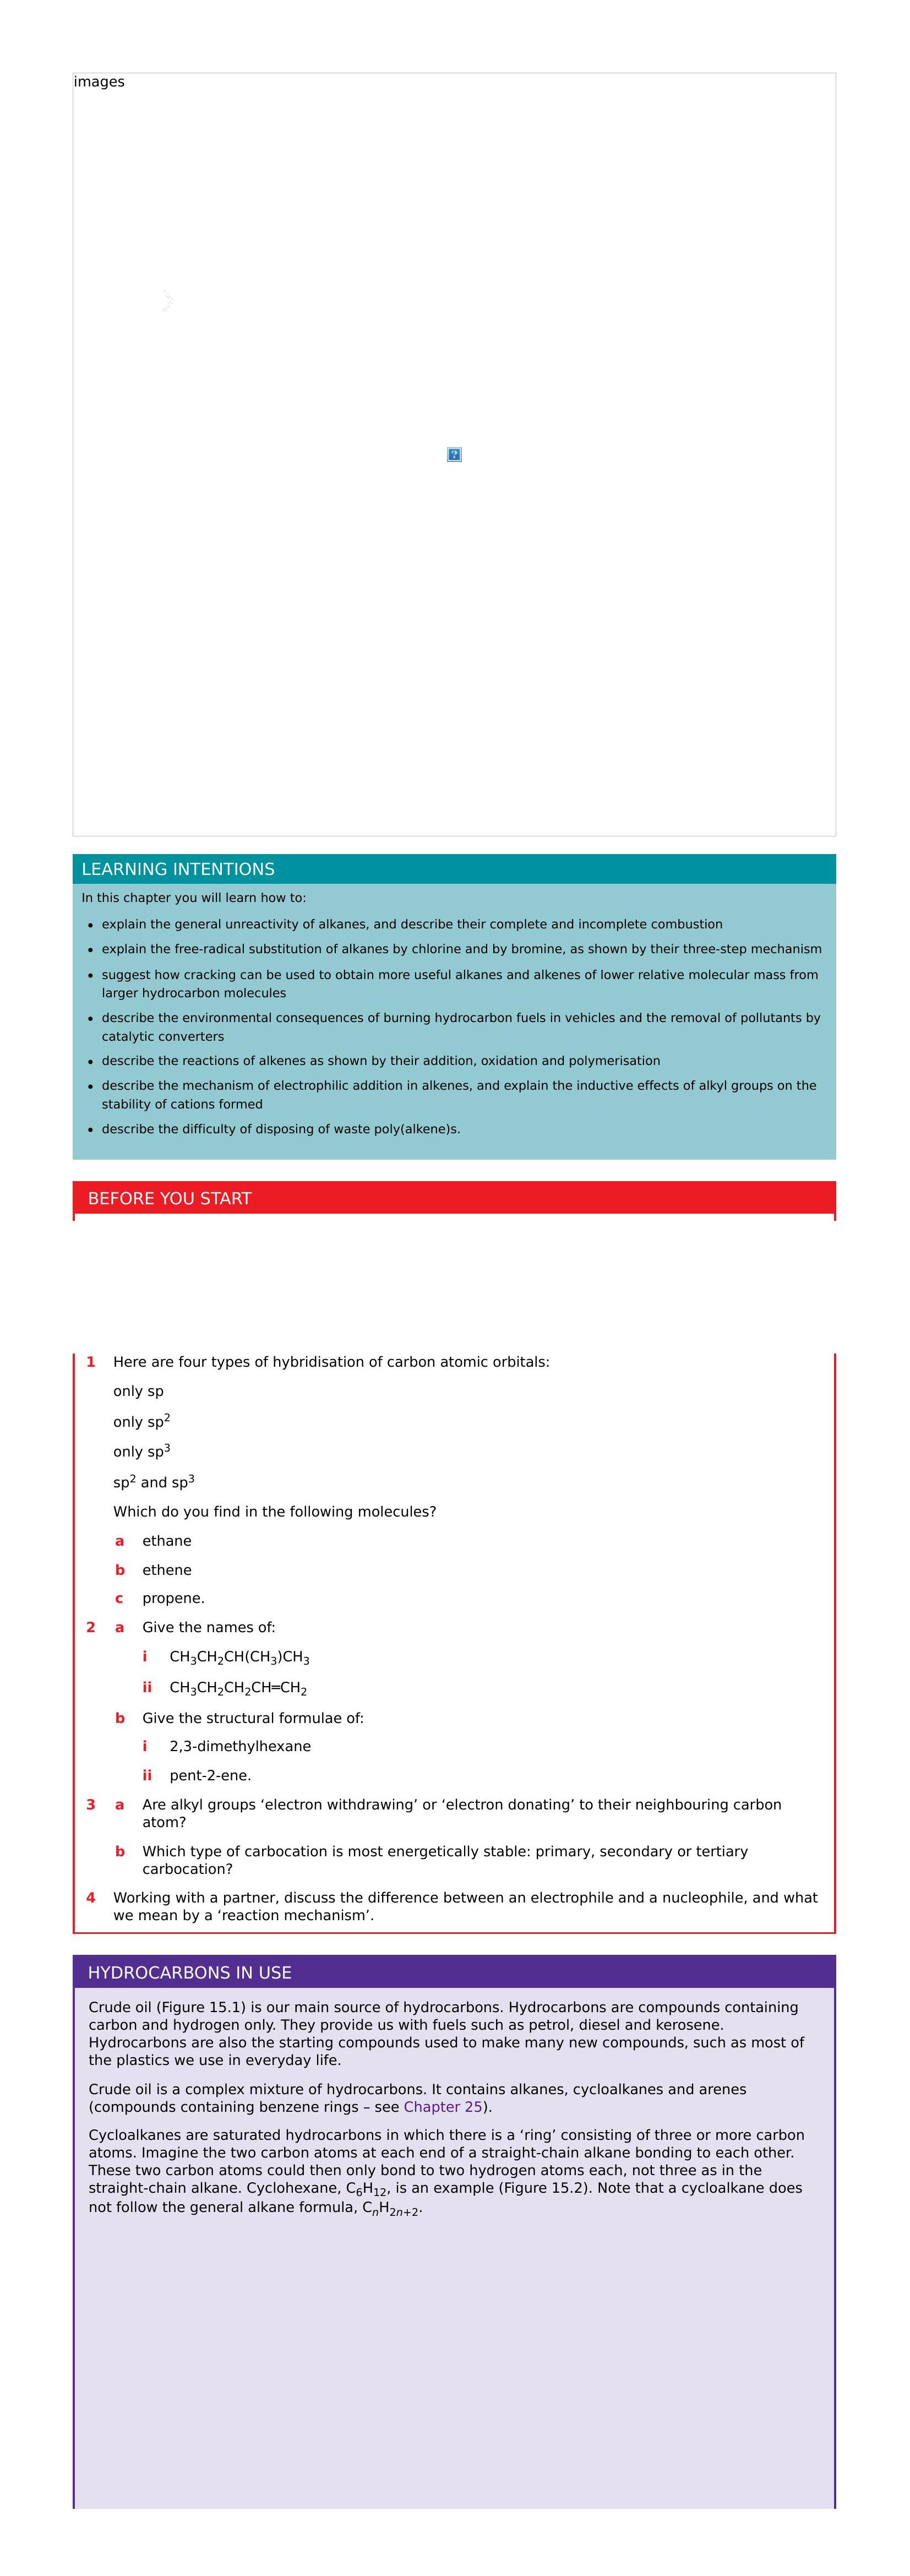 images
LEARNING INTENTIONS
In this chapter you will learn how to:
• explain the general unreactivity of alkanes, and describe their complete and incomplete combustion
• explain the free-radical substitution of alkanes by chlorine and by bromine, as shown by their three-step mechanism
• suggest how cracking can be used to obtain more useful alkanes and alkenes of lower relative molecular mass from
larger hydrocarbon molecules
• describe the environmental consequences of burning hydrocarbon fuels in vehicles and the removal of pollutants by
catalytic converters
• describe the reactions of alkenes as shown by their addition, oxidation and polymerisation
• describe the mechanism of electrophilic addition in alkenes, and explain the inductive effects of alkyl groups on the
stability of cations formed
• describe the difficulty of disposing of waste poly(alkene)s.
BEFORE YOU START
1 Here are four types of hybridisation of carbon atomic orbitals:
only sp
only sp²
only sp³
sp² and sp³
Which do you find in the following molecules?
a ethane
b ethene
c propene.
2 a Give the names of:
i CH₃CH₂CH(CH₃)CH₃
ii CH₃CH₂CH₂CH═CH₂
b Give the structural formulae of:
i 2,3-dimethylhexane
ii pent-2-ene.
3 a Are alkyl groups ‘electron withdrawing’ or ‘electron donating’ to their neighbouring carbon
atom?
b Which type of carbocation is most energetically stable: primary, secondary or tertiary
carbocation?
4 Working with a partner, discuss the difference between an electrophile and a nucleophile, and what
we mean by a ‘reaction mechanism’.
HYDROCARBONS IN USE
Crude oil (Figure 15.1) is our main source of hydrocarbons. Hydrocarbons are compounds containing
carbon and hydrogen only. They provide us with fuels such as petrol, diesel and kerosene.
Hydrocarbons are also the starting compounds used to make many new compounds, such as most of
the plastics we use in everyday life.
Crude oil is a complex mixture of hydrocarbons. It contains alkanes, cycloalkanes and arenes
(compounds containing benzene rings – see Chapter 25).
Cycloalkanes are saturated hydrocarbons in which there is a ‘ring’ consisting of three or more carbon
atoms. Imagine the two carbon atoms at each end of a straight-chain alkane bonding to each other.
These two carbon atoms could then only bond to two hydrogen atoms each, not three as in the
straight-chain alkane. Cyclohexane, C₆H₁₂, is an example (Figure 15.2). Note that a cycloalkane does
not follow the general alkane formula, CₙH₂ₙ₊₂.